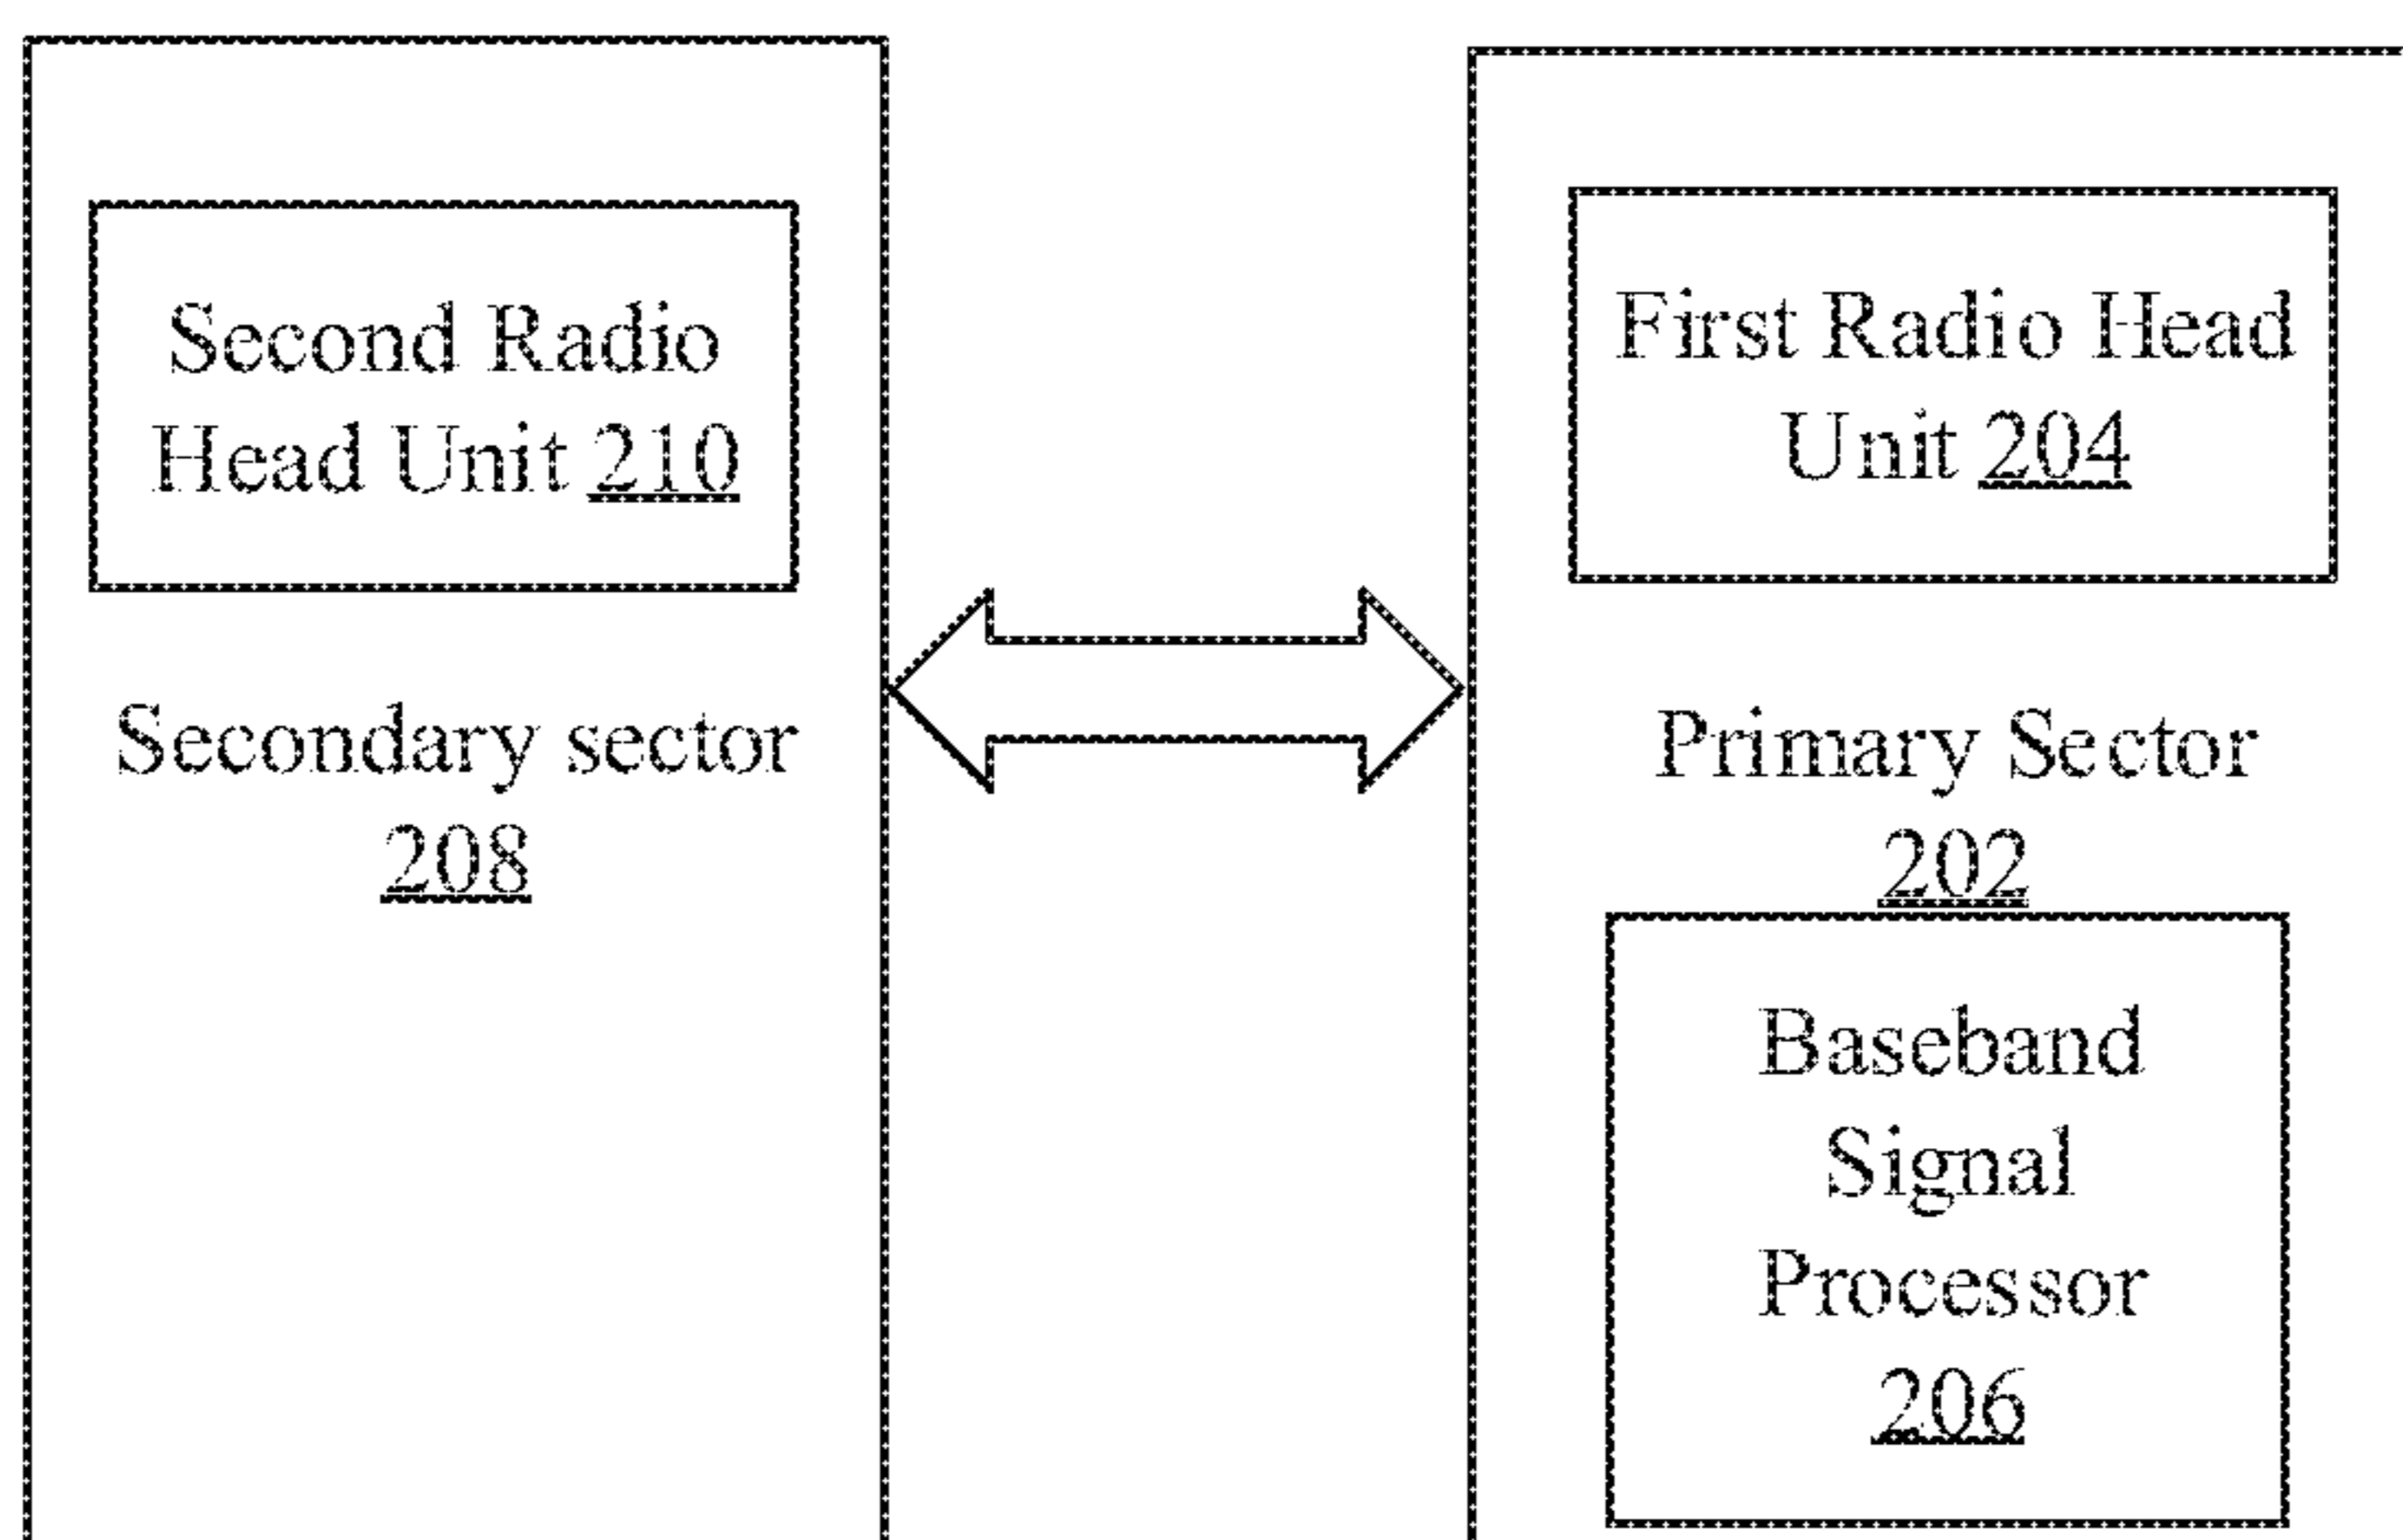 Second Radio
Head Unit 210
Secondary sector
208
First Radio Head
Unit 204
Primary Sector
202
Baseband
Signal
Processor
206